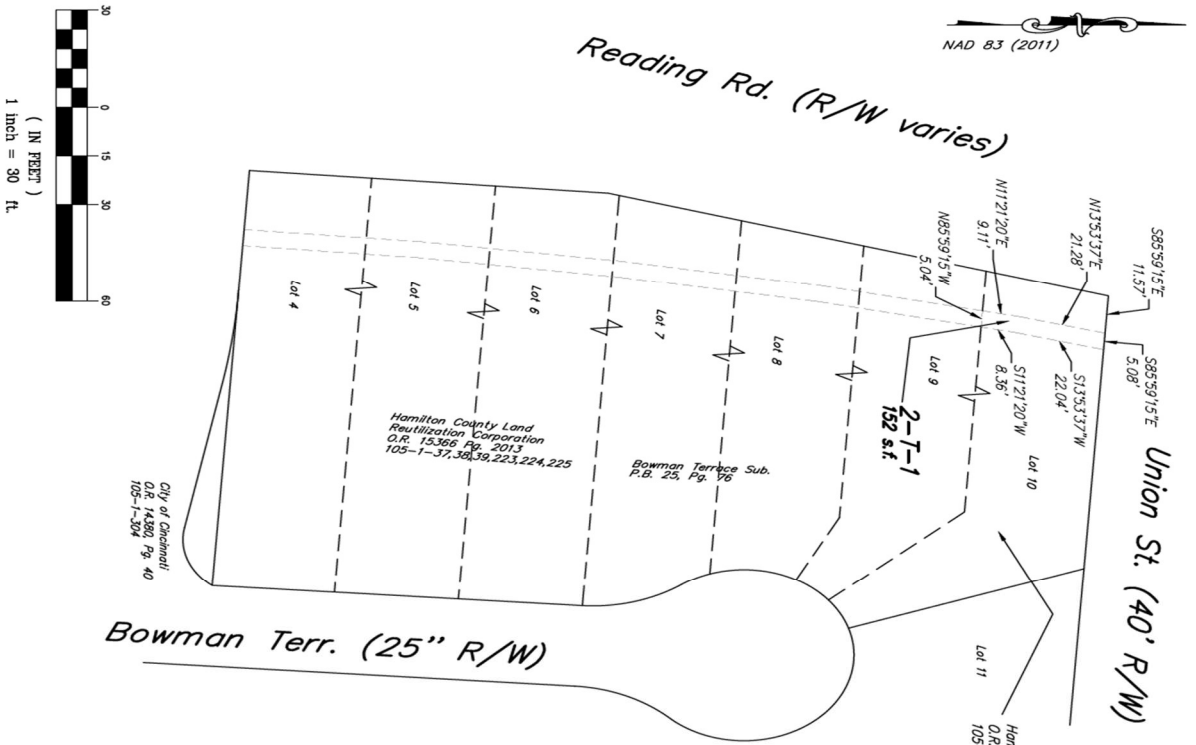 NAD 83 (2011)
Reading Rd. (R/W varies)
30
0
15
30
60
( IN FEET )
1 inch = 30 ft.
S85°59'15"E
11.57'
N13°53'37"E
21.28'
N11°21'20"E
9.11'
N85°59'15"W
5.04'
S85°59'15"E
5.08'
S13°53'37"W
22.04'
S11°21'20"W
8.36'
Union St. (40' R/W)
Lot 4
Lot 5
Lot 6
Lot 7
Lot 8
Lot 9
Lot 10
Lot 11
2-T-1
152 s.f.
Hamilton County Land
Reutilization Corporation
O.R. 15366 Pg. 2013
105-1-37,38,39,223,224,225
Bowman Terrace Sub.
P.B. 25, Pg. 76
City of Cincinnati
O.R. 14380, Pg. 40
105-1-304
Bowman Terr. (25" R/W)
O.R.
105